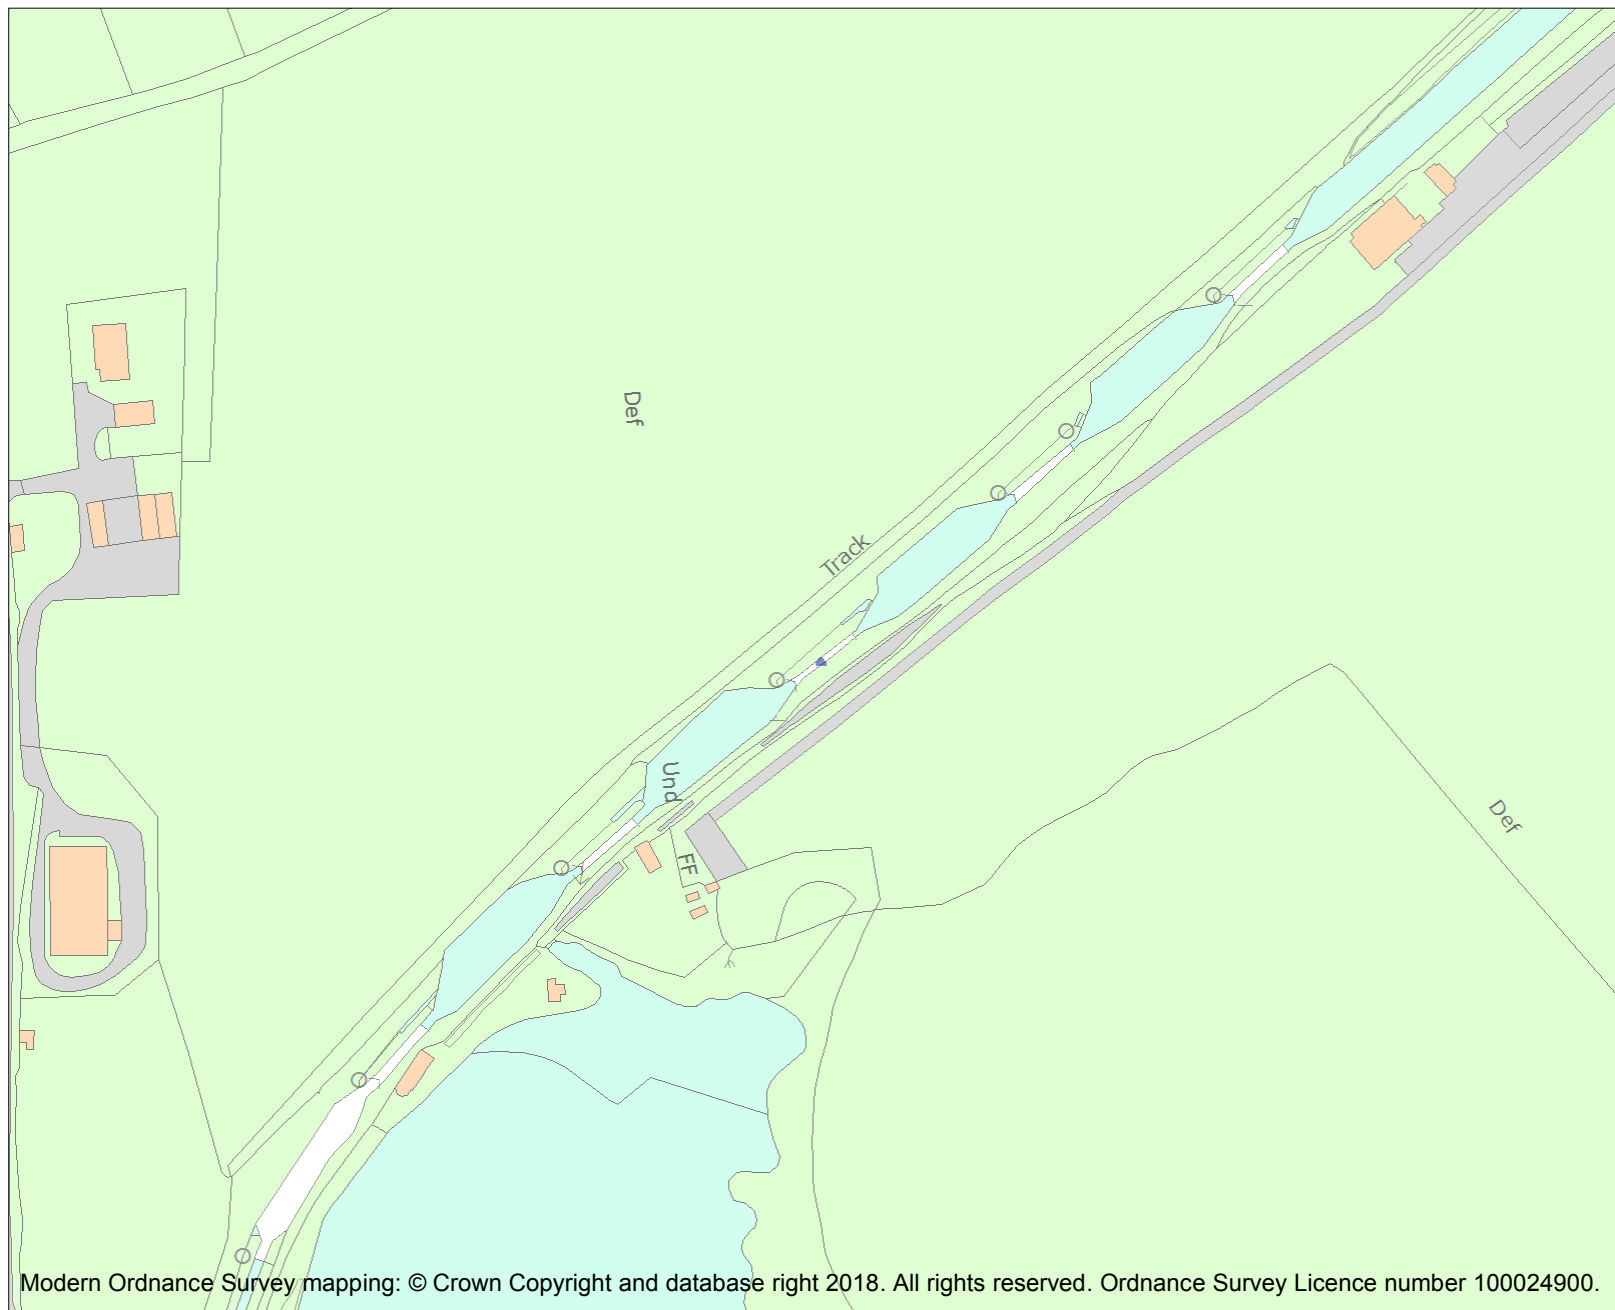 Def
Track
Und
Def
FF
Modern Ordnance Survey mapping: © Crown Copyright and database right 2018. All rights reserved. Ordnance Survey Licence number 100024900.